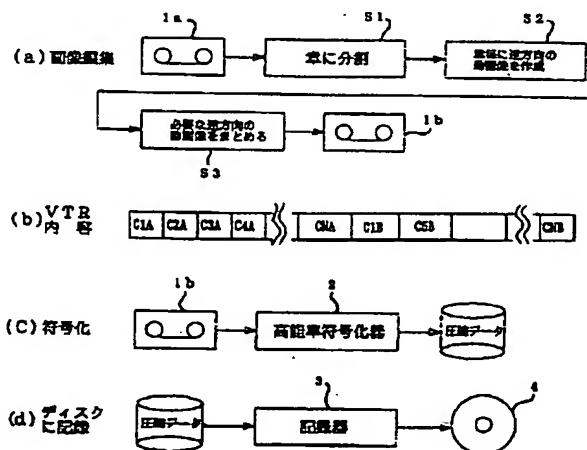 (a) 画像編集
1a
S1
章に分割
S2
章毎に逆方向の
動画像を作成
必要な逆方向の
動画像をまとめる
S3
1b
(b) VTR
内容
C1A C2A C3A C4A CNA C1B C5B CNB
(C) 符号化
1b
2
高能率符号化器
圧縮データ
(d) ディスク
に記録
圧縮データ
3
記録器
4